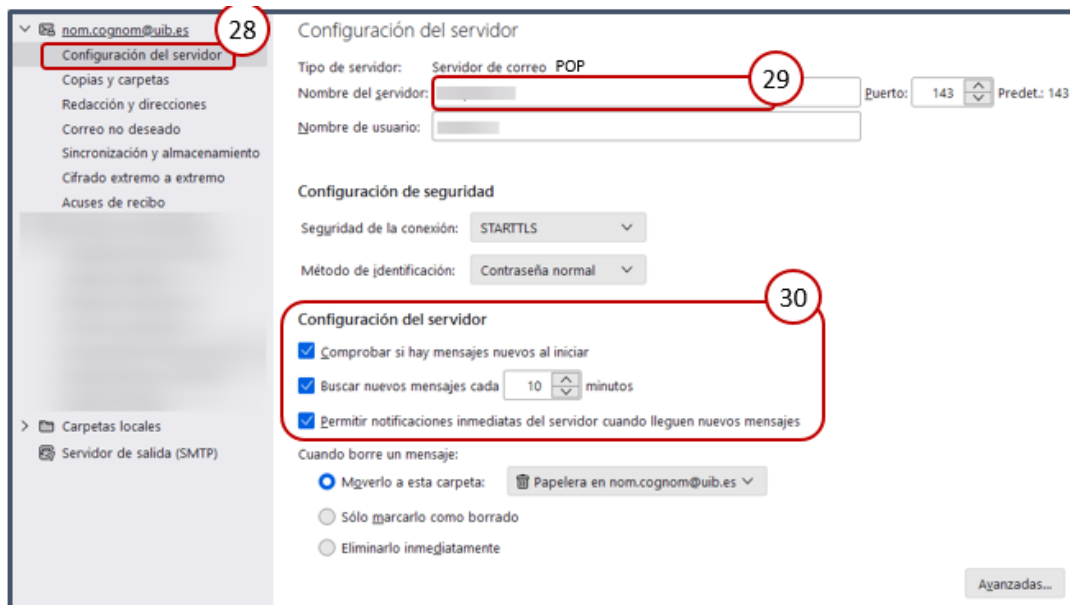 nom.cognom@uib.es
28
Configuración del servidor
Copias y carpetas
Redacción y direcciones
Correo no deseado
Sincronización y almacenamiento
Cifrado extremo a extremo
Acuses de recibo
Carpetas locales
Servidor de salida (SMTP)
Configuración del servidor
Tipo de servidor: Servidor de correo POP
29
Nombre del servidor: Puerto: 143 Predet.: 143
Nombre de usuario:
Configuración de seguridad
Seguridad de la conexión: STARTTLS
Método de identificación: Contraseña normal
30
Configuración del servidor
Comprobar si hay mensajes nuevos al iniciar
Buscar nuevos mensajes cada 10 minutos
Permitir notificaciones inmediatas del servidor cuando lleguen nuevos mensajes
Cuando borre un mensaje:
Moverlo a esta carpeta: Papelera en nom.cognom@uib.es
Sólo marcarlo como borrado
Eliminarlo inmediatamente
Avanzadas...